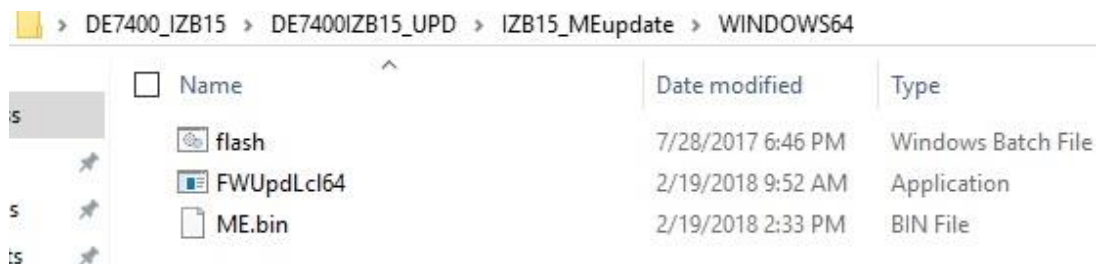 > DE7400_IZB15 > DE7400IZB15_UPD > IZB15_MEupdate > WINDOWS64
Name Date modified Type
flash 7/28/2017 6:46 PM Windows Batch File
FWUpdLcl64 2/19/2018 9:52 AM Application
ME.bin 2/19/2018 2:33 PM BIN File